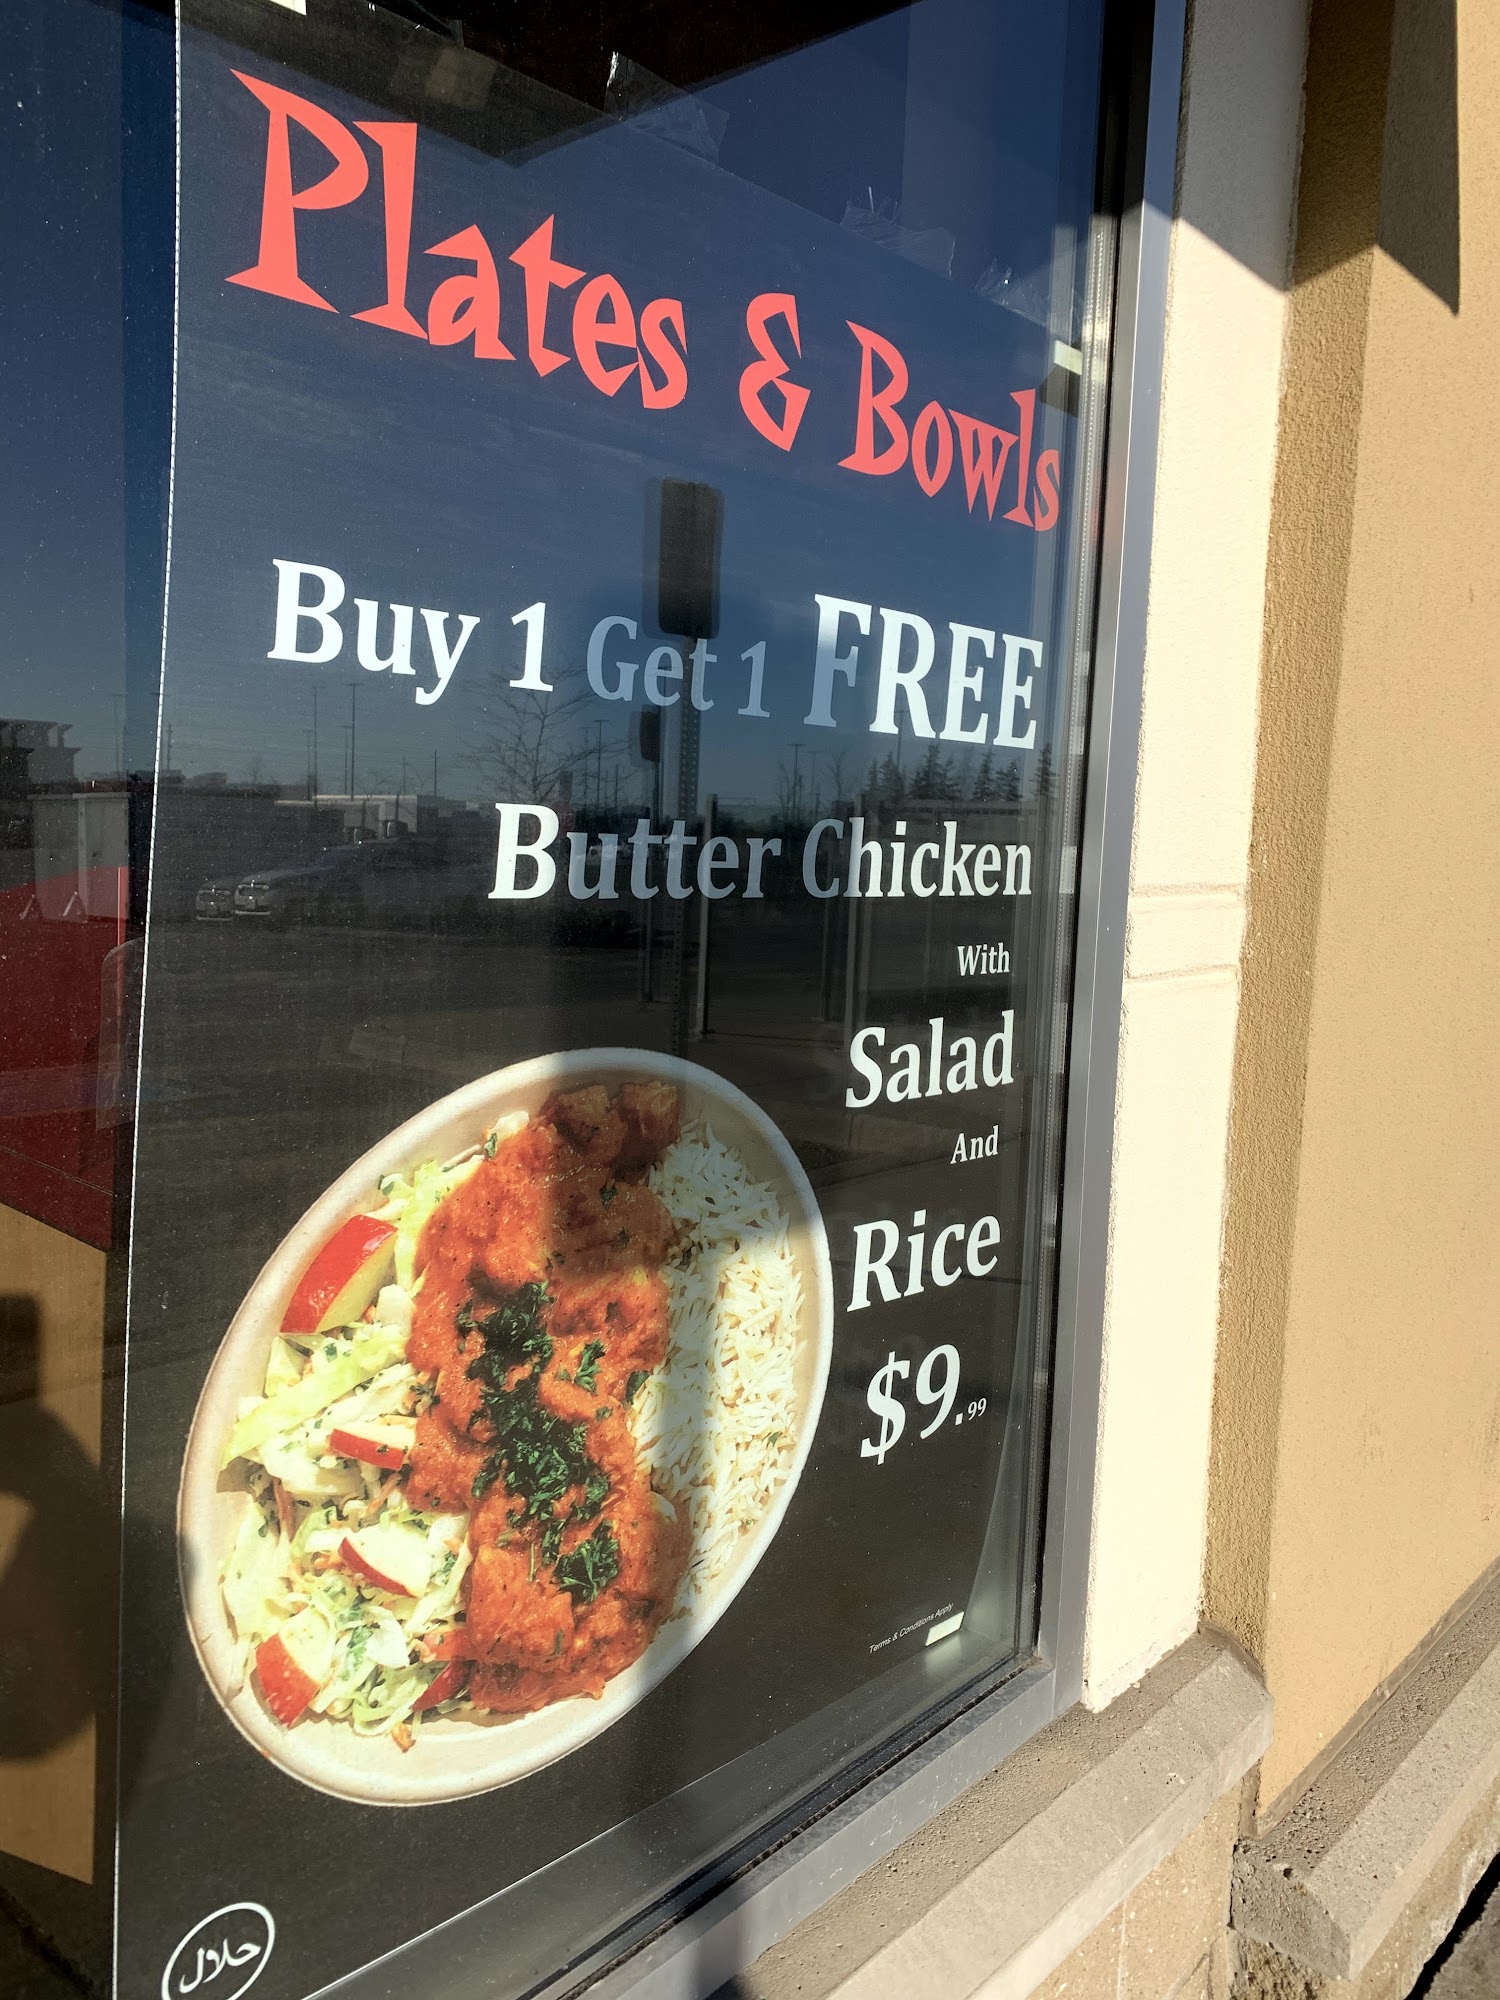 Plates & Bowls
Buy 1 Get 1 FREE
Butter Chicken
With
Salad
And
Rice
$9.99
Terms & Conditions Apply
حلال